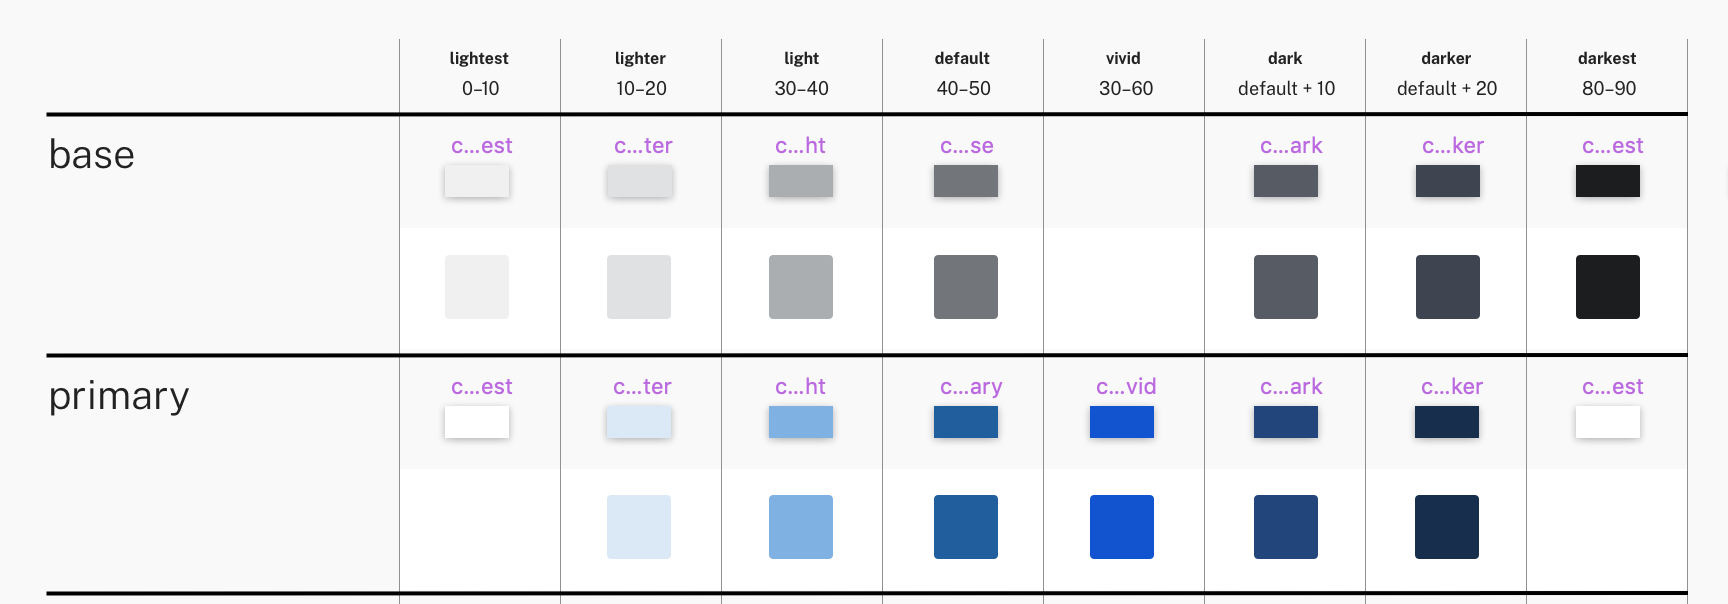 lightest lighter light default vivid dark darker darkest
0–10 10–20 30–40 40–50 30–60 default + 10 default + 20 80–90
base c...est c...ter c...ht c...se c...ark c...ker c...est
primary c...est c...ter c...ht c...ary c...vid c...ark c...ker c...est